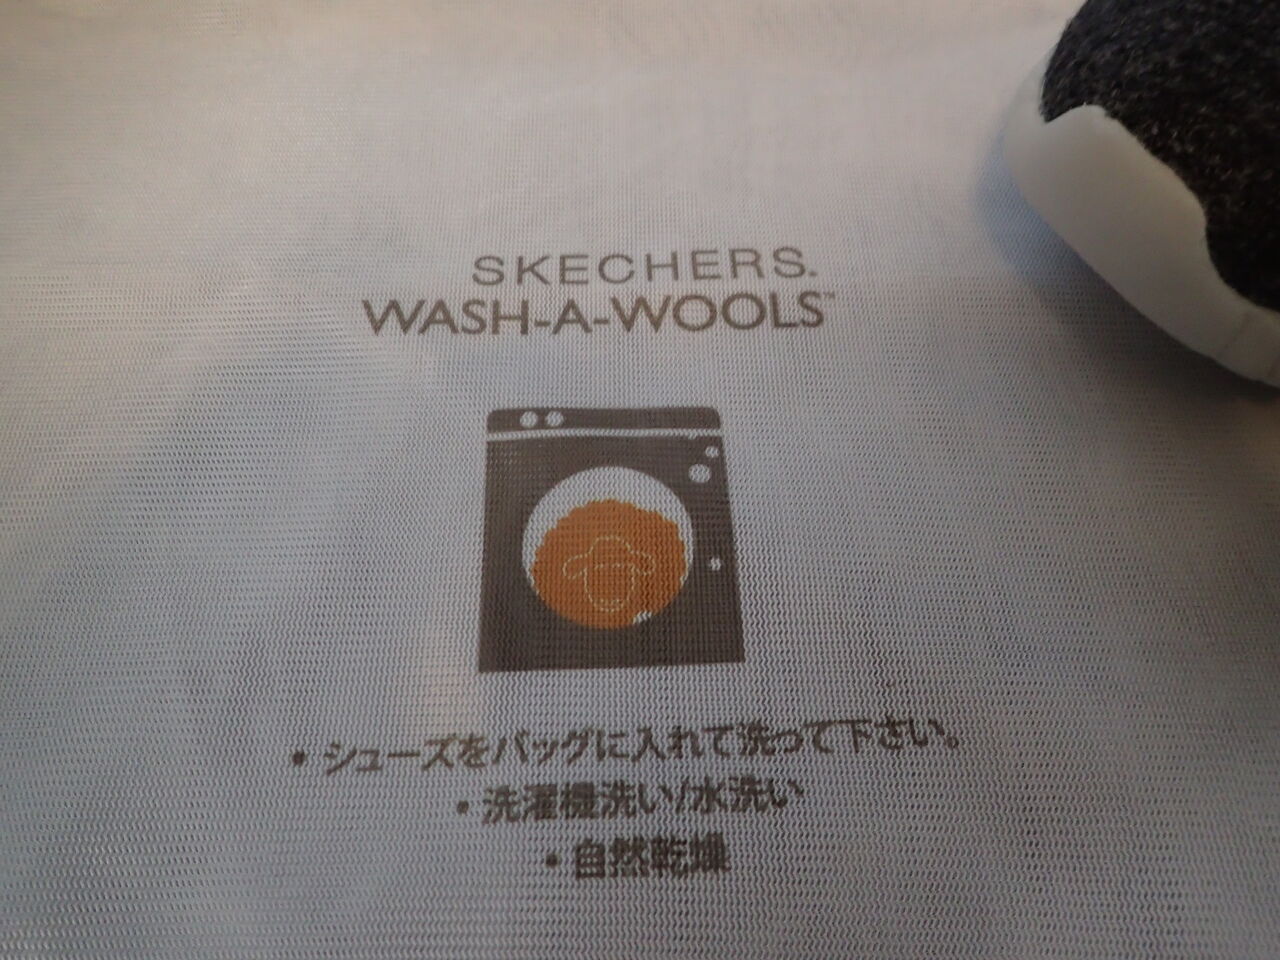 SKECHERS.
WASH-A-WOOLS™
• シューズをバッグに入れて洗って下さい。
• 洗濯機洗い/水洗い
• 自然乾燥